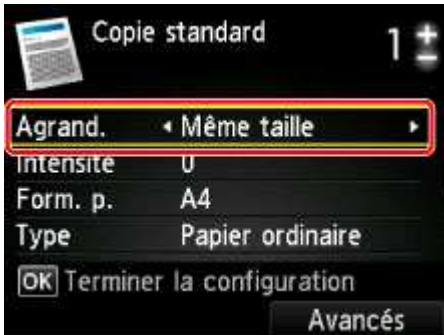 Copie standard 1
Agrand. Même taille
Intensité 0
Form. p. A4
Type Papier ordinaire
OK Terminer la configuration
Avancés